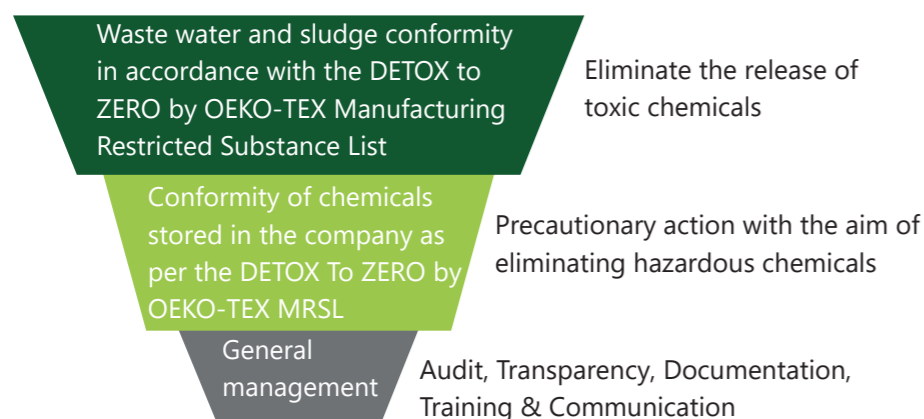 Waste water and sludge conformity
in accordance with the DETOX to
ZERO by OEKO-TEX Manufacturing
Restricted Substance List
Eliminate the release of
toxic chemicals
Conformity of chemicals
stored in the company as
per the DETOX To ZERO by
OEKO-TEX MRSL
Precautionary action with the aim of
eliminating hazardous chemicals
General
management
Audit, Transparency, Documentation,
Training & Communication